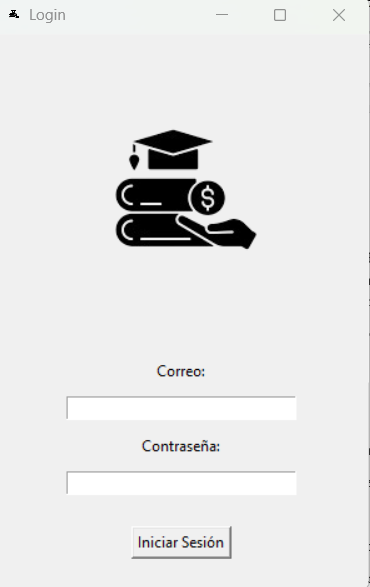 Login
$
Correo:
Contraseña:
Iniciar Sesión